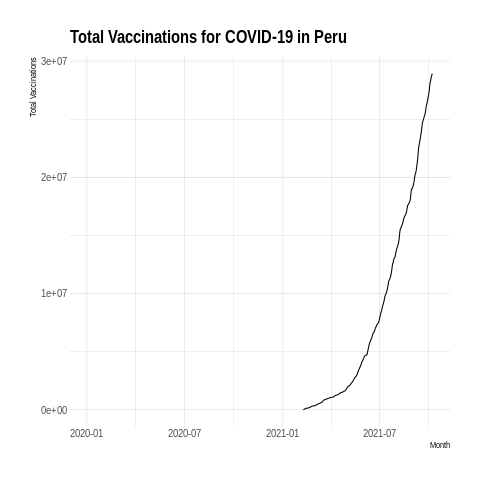 Total Vaccinations for COVID-19 in Peru
Total Vaccinations
3e+07
2e+07
1e+07
0e+00
2020-01
2020-07
2021-01
2021-07
Month